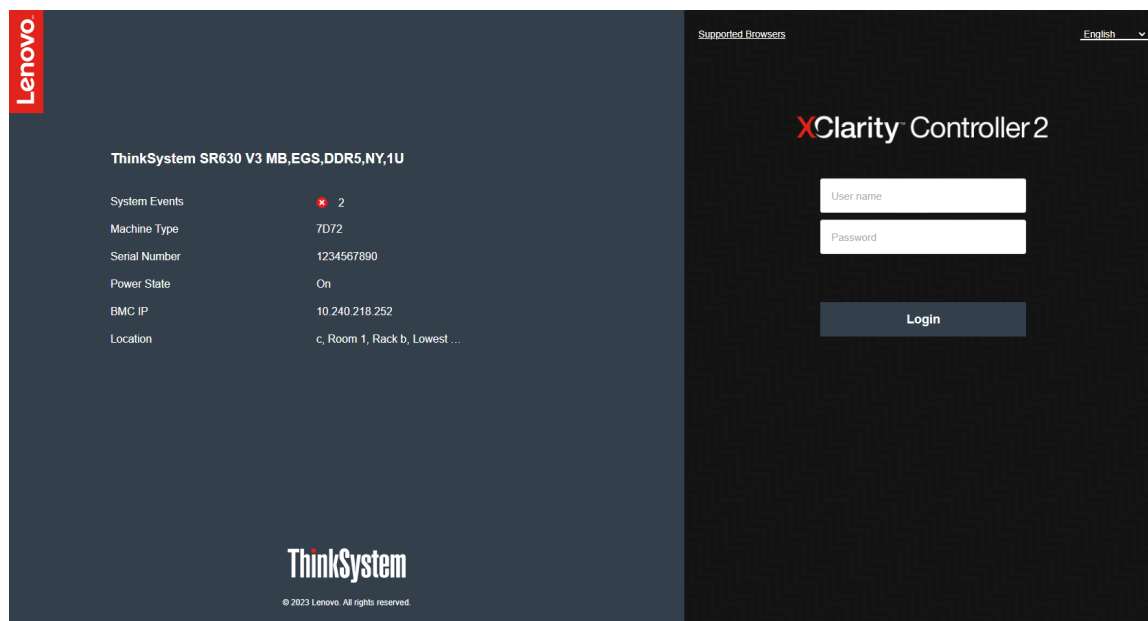 Lenovo
ThinkSystem SR630 V3 MB,EGS,DDR5,NY,1U
System Events 2
Machine Type 7D72
Serial Number 1234567890
Power State On
BMC IP 10.240.218.252
Location c, Room 1, Rack b, Lowest ...
ThinkSystem
© 2023 Lenovo. All rights reserved.
Supported Browsers English
XClarity™ Controller 2
User name
Password
Login